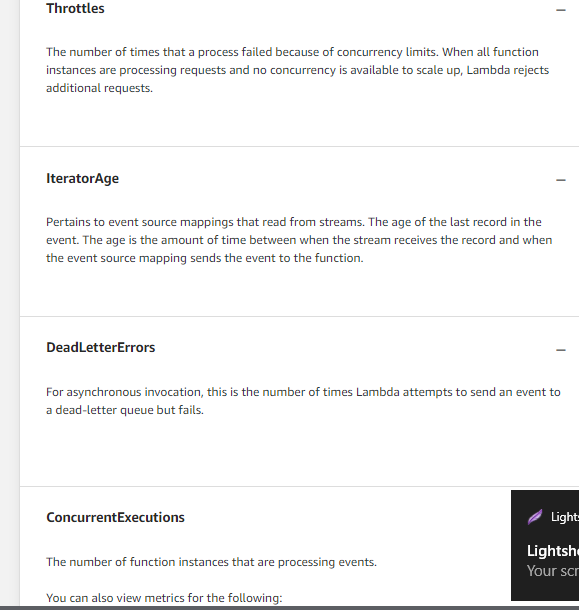 Throttles
The number of times that a process failed because of concurrency limits. When all function
instances are processing requests and no concurrency is available to scale up, Lambda rejects
additional requests.
IteratorAge
Pertains to event source mappings that read from streams. The age of the last record in the
event. The age is the amount of time between when the stream receives the record and when
the event source mapping sends the event to the function.
DeadLetterErrors
For asynchronous invocation, this is the number of times Lambda attempts to send an event to
a dead-letter queue but fails.
ConcurrentExecutions
The number of function instances that are processing events.
You can also view metrics for the following:
Lights
Lightsh
Your scr